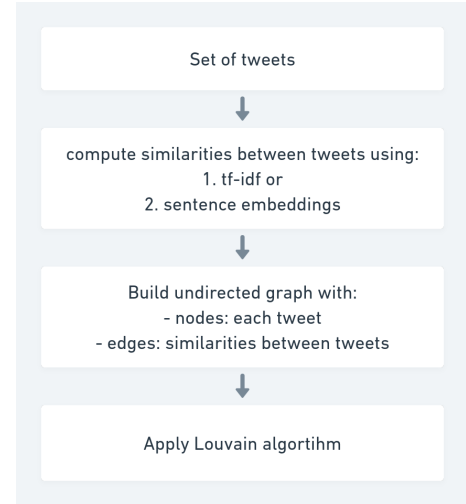 Set of tweets
compute similarities between tweets using:
1. tf-idf or
2. sentence embeddings
Build undirected graph with:
- nodes: each tweet
- edges: similarities between tweets
Apply Louvain algortihm